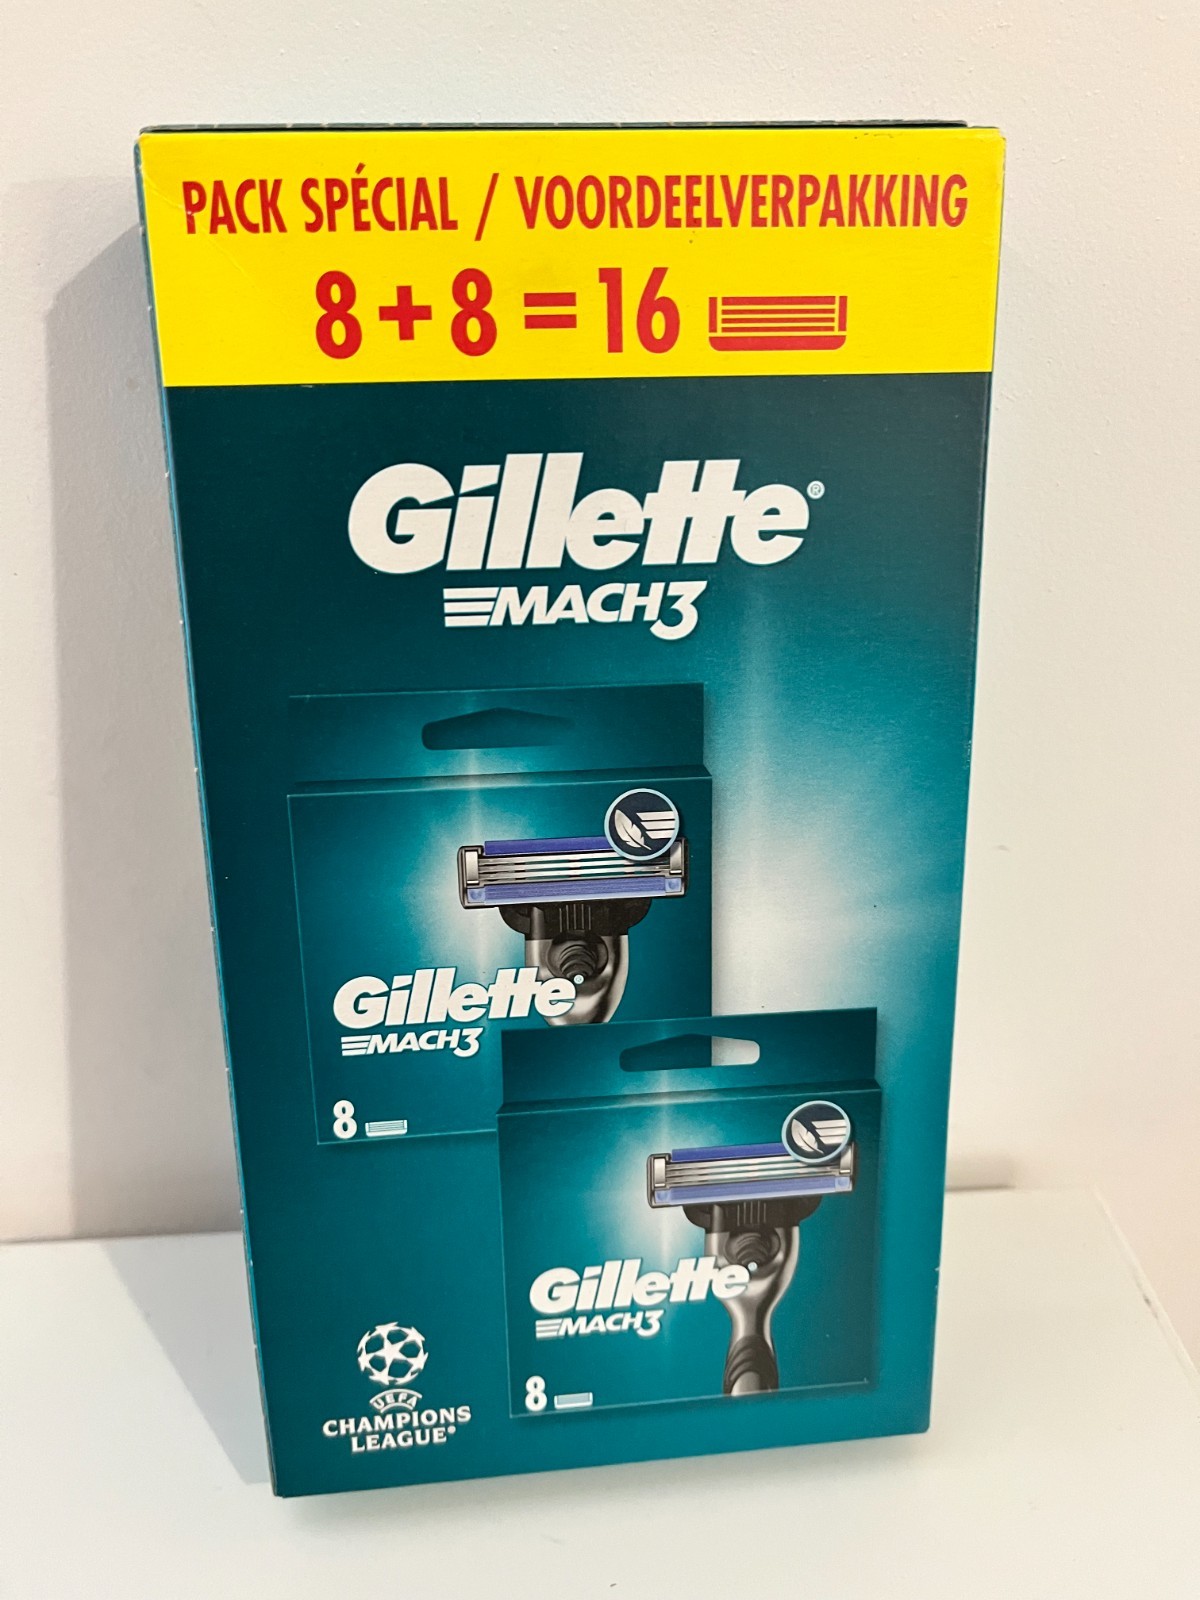 PACK SPÉCIAL / VOORDEELVERPAKKING
8 + 8 = 16
Gillette®
MACH3
Gillette®
MACH3
8
Gillette®
MACH3
8
UEFA
CHAMPIONS
LEAGUE®